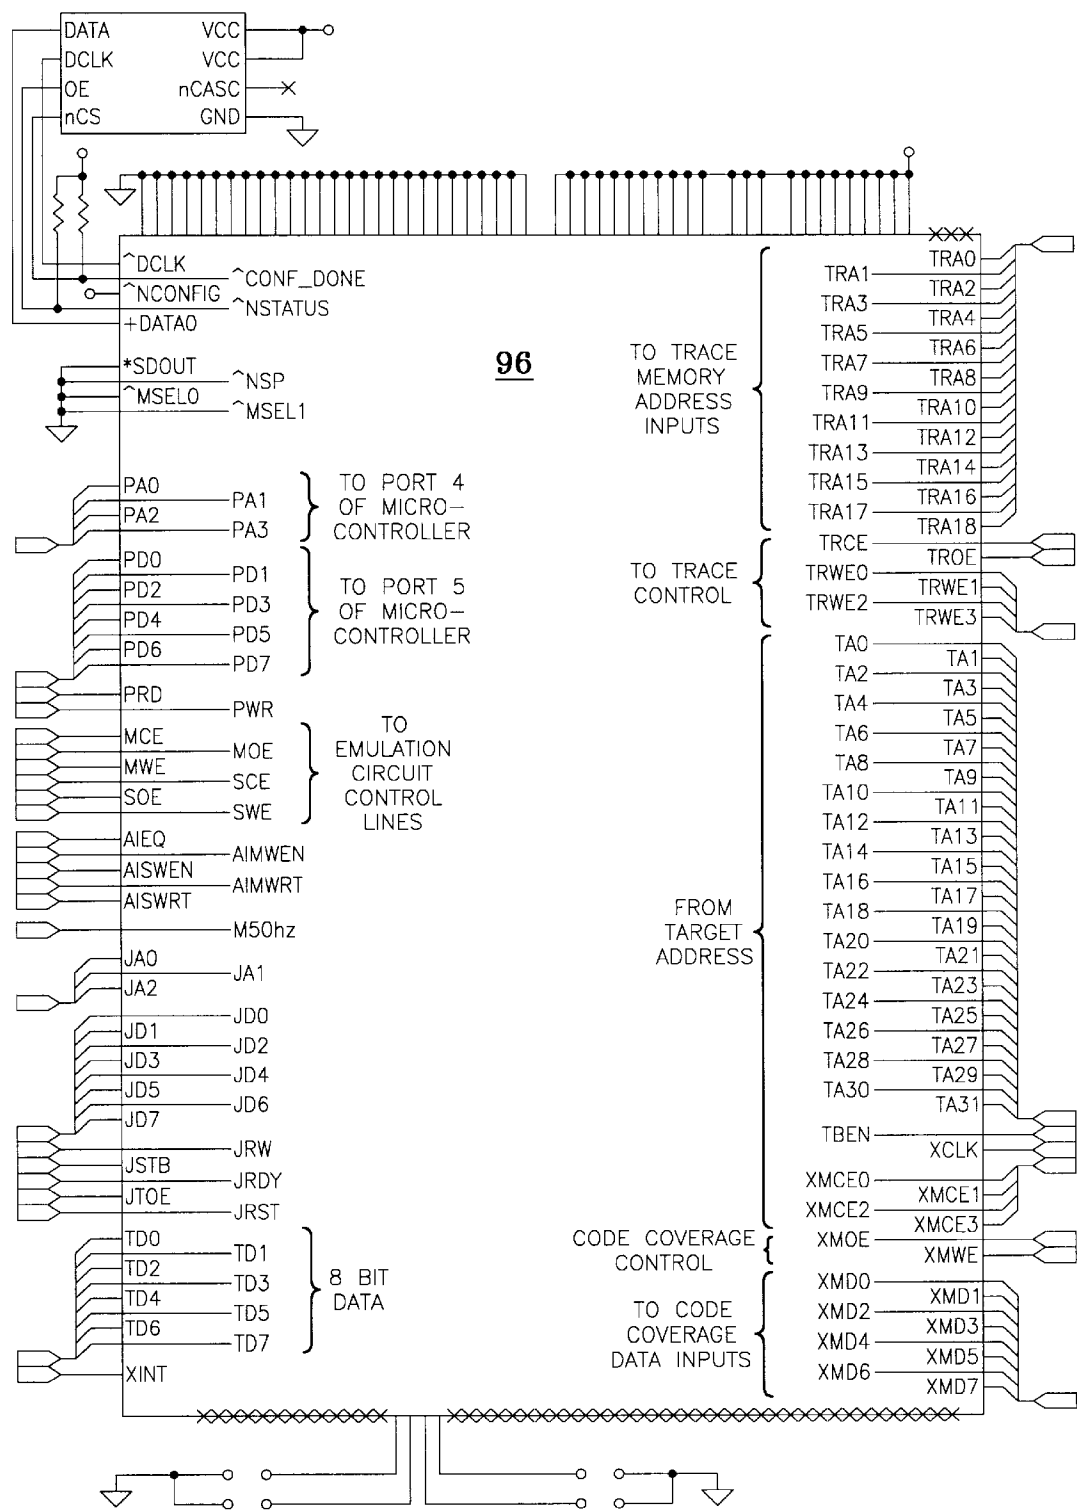 DATA VCC
DCLK VCC
OE nCASC
nCS GND
^DCLK
^CONF_DONE
^NCONFIG
^NSTATUS
+DATA0
*SDOUT
^NSP
^MSEL0
^MSEL1
96
PA0
PA1
PA2
PA3
TO PORT 4
OF MICRO-
CONTROLLER
PD0
PD1
PD2
PD3
PD4
PD5
PD6
PD7
TO PORT 5
OF MICRO-
CONTROLLER
PRD
PWR
MCE
MOE
MWE
SCE
SOE
SWE
TO
EMULATION
CIRCUIT
CONTROL
LINES
AIEQ
AIMWEN
AISWEN
AIMWRT
AISWRT
M50hz
JA0
JA1
JA2
JD0
JD1
JD2
JD3
JD4
JD5
JD6
JD7
JRW
JSTB
JRDY
JTOE
JRST
TD0
TD1
TD2
TD3
TD4
TD5
TD6
TD7
8 BIT
DATA
XINT
TO TRACE
MEMORY
ADDRESS
INPUTS
TRA0
TRA1
TRA2
TRA3
TRA4
TRA5
TRA6
TRA7
TRA8
TRA9
TRA10
TRA11
TRA12
TRA13
TRA14
TRA15
TRA16
TRA17
TRA18
TO TRACE
CONTROL
TRCE
TROE
TRWE0
TRWE1
TRWE2
TRWE3
FROM
TARGET
ADDRESS
TA0
TA1
TA2
TA3
TA4
TA5
TA6
TA7
TA8
TA9
TA10
TA11
TA12
TA13
TA14
TA15
TA16
TA17
TA18
TA19
TA20
TA21
TA22
TA23
TA24
TA25
TA26
TA27
TA28
TA29
TA30
TA31
TBEN
XCLK
XMCE0
XMCE1
XMCE2
XMCE3
CODE COVERAGE
CONTROL
XMOE
XMWE
TO CODE
COVERAGE
DATA INPUTS
XMD0
XMD1
XMD2
XMD3
XMD4
XMD5
XMD6
XMD7